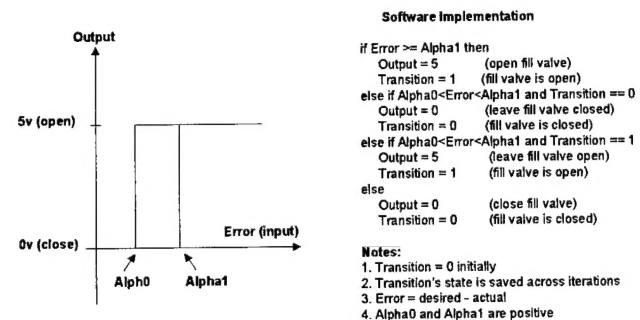 Output
5v (open)
0v (close)
Error (input)
Alph0
Alpha1
Software Implementation
if Error >= Alpha1 then
Output = 5 (open fill valve)
Transition = 1 (fill valve is open)
else if Alpha0<Error<Alpha1 and Transition == 0
Output = 0 (leave fill valve closed)
Transition = 0 (fill valve is closed)
else if Alpha0<Error<Alpha1 and Transition == 1
Output = 5 (leave fill valve open)
Transition = 1 (fill valve is open)
else
Output = 0 (close fill valve)
Transition = 0 (fill valve is closed)
Notes:
1. Transition = 0 initially
2. Transition's state is saved across iterations
3. Error = desired - actual
4. Alpha0 and Alpha1 are positive